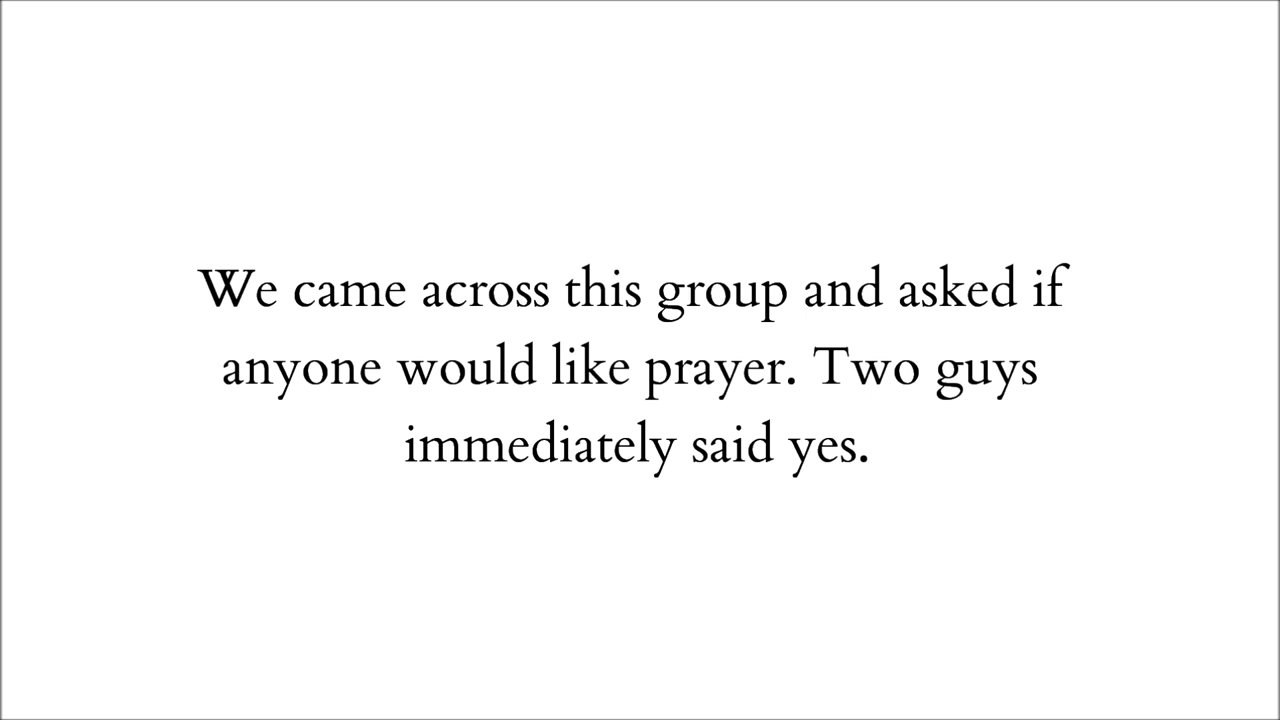 We came across this group and asked if
anyone would like prayer. Two guys
immediately said yes.